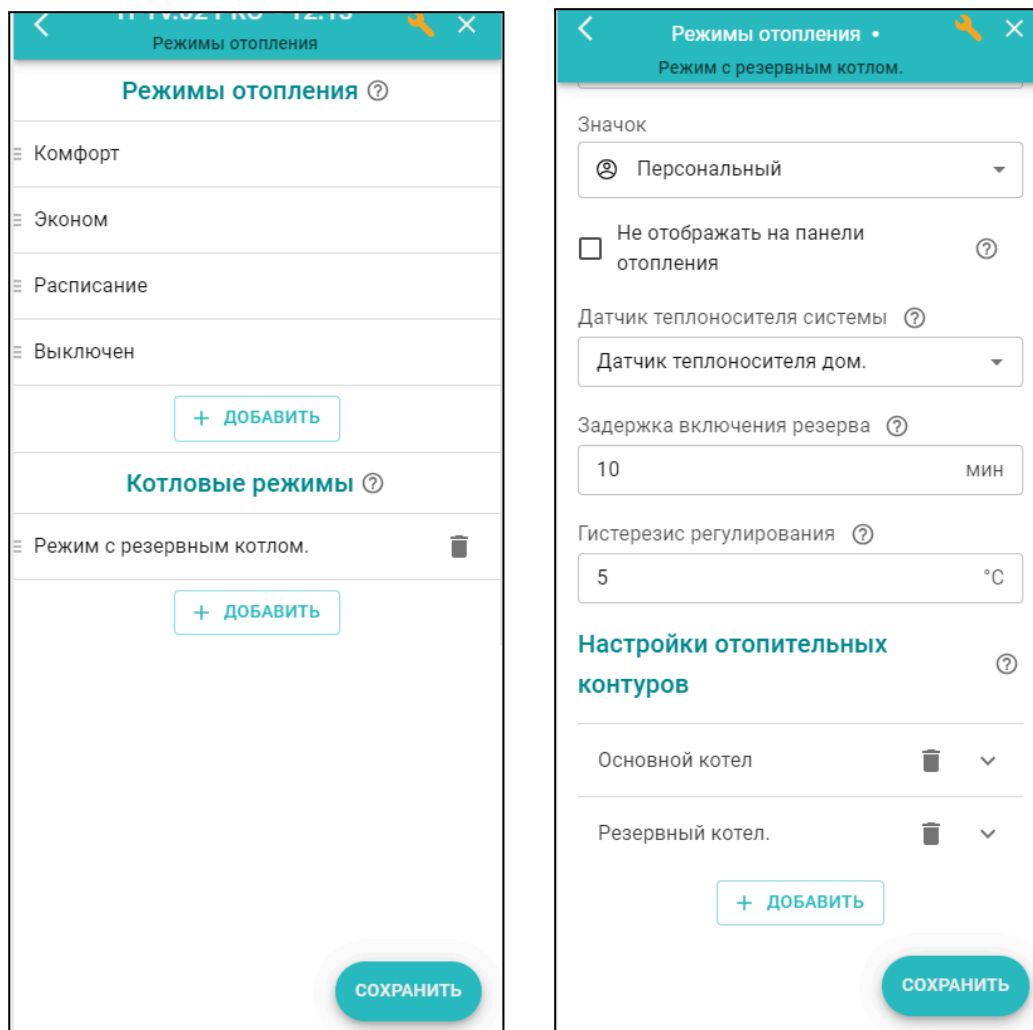 12:13
Режимы отопления
Режимы отопления
Комфорт
Эконом
Расписание
Выключен
+ ДОБАВИТЬ
Котловые режимы
Режим с резервным котлом.
+ ДОБАВИТЬ
СОХРАНИТЬ
Режимы отопления •
Режим с резервным котлом.
Значок
Персональный
Не отображать на панели
отопления
Датчик теплоносителя системы
Датчик теплоносителя дом.
Задержка включения резерва
10 мин
Гистерезис регулирования
5 °C
Настройки отопительных
контуров
Основной котел
Резервный котел.
+ ДОБАВИТЬ
СОХРАНИТЬ